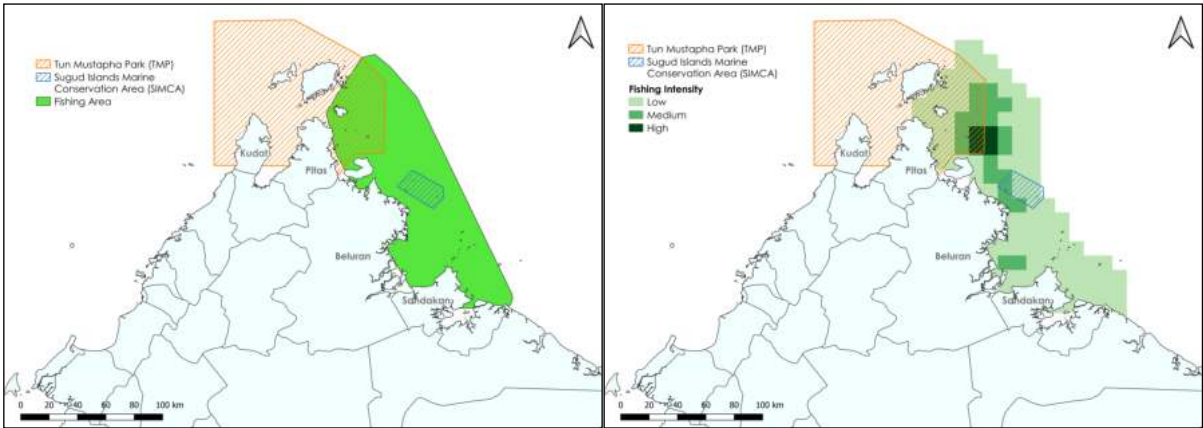 Tun Mustapha Park (TMP)
Sugud Islands Marine
Conservation Area (SIMCA)
Fishing Area
Kudat
Pitas
Beluran
Sandakan
0 20 40 60 80 100 km
Tun Mustapha Park (TMP)
Sugud Islands Marine
Conservation Area (SIMCA)
Fishing Intensity
Low
Medium
High
Kudat
Pitas
Beluran
Sandakan
0 20 40 60 80 100 km